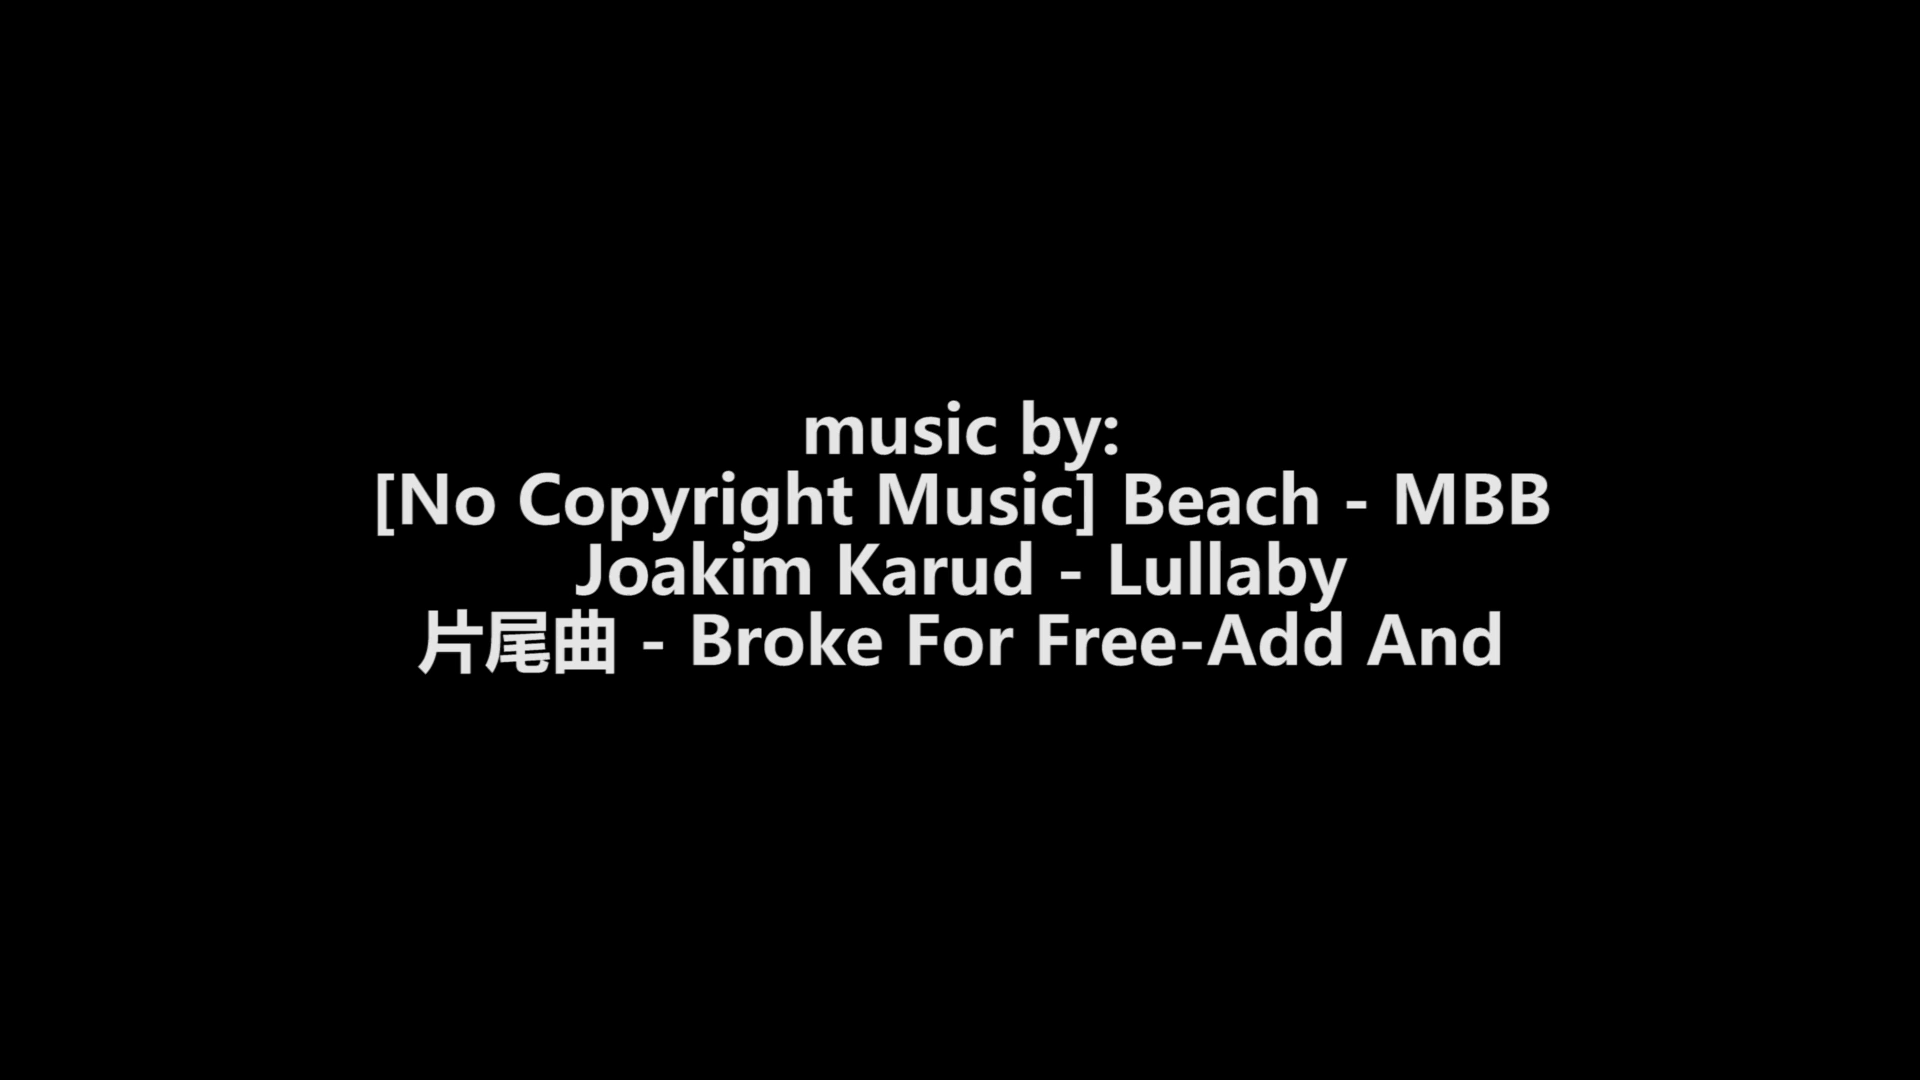 music by:
[No Copyright Music] Beach - MBB
Joakim Karud - Lullaby
片尾曲 - Broke For Free-Add And